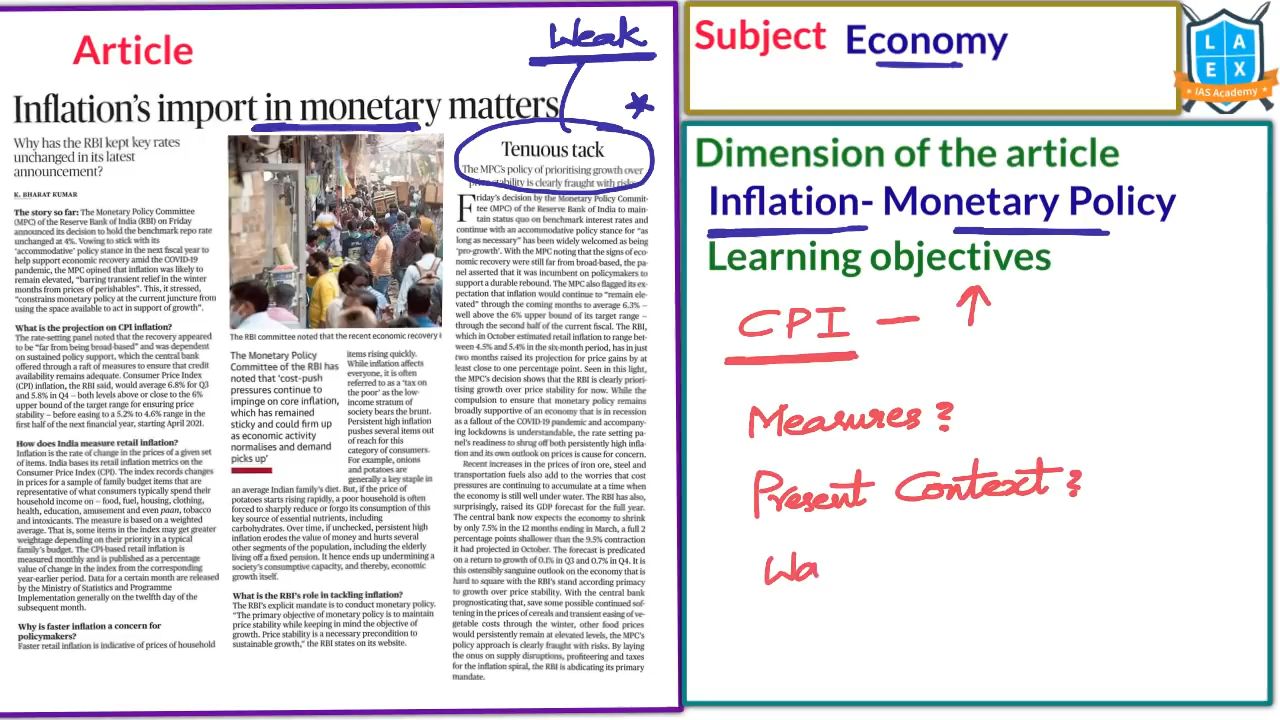 Article
Weak
Inflation's import in monetary matters
Why has the RBI kept key rates
unchanged in its latest
announcement?
K. BHARAT KUMAR
The story so far: The Monetary Policy Committee
(MPC) of the Reserve Bank of India (RBI) on Friday
announced its decision to hold the benchmark repo rate
unchanged at 4%. Vowing to stick with its
'accommodative' policy stance in the next fiscal year to
help support economic recovery amid the COVID-19
pandemic, the MPC opined that inflation was likely to
remain elevated, "barring transient relief in the winter
months from prices of perishables". This, it stressed,
"constrains monetary policy at the current juncture from
using the space available to act in support of growth".
What is the projection on CPI inflation?
The rate-setting panel noted that the recovery appeared
to be "far from being broad-based" and was dependent
on sustained policy support, which the central bank
offered through a raft of measures to ensure that credit
availability remains adequate. Consumer Price Index
(CPI) inflation, the RBI said, would average 6.8% for Q3
and 5.8% in Q4 – both levels above or close to the 6%
upper bound of the target range for ensuring price
stability – before easing to a 5.2% to 4.6% range in the
first half of the next financial year, starting April 2021.
How does India measure retail inflation?
Inflation is the rate of change in the prices of a given set
of items. India bases its retail inflation metrics on the
Consumer Price Index (CPI). The index records changes
in prices for a sample of family budget items that are
representative of what consumers typically spend their
household income on – food, fuel, housing, clothing,
health, education, amusement and even paan, tobacco
and intoxicants. The measure is based on a weighted
average. That is, some items in the index may get greater
weightage depending on their priority in a typical
family's budget. The CPI-based retail inflation is
measured monthly and is published as a percentage
value of change in the index from the corresponding
year-earlier period. Data for a certain month are released
by the Ministry of Statistics and Programme
Implementation generally on the twelfth day of the
subsequent month.
Why is faster inflation a concern for
policymakers?
Faster retail inflation is indicative of prices of household
The RBI committee noted that the recent economic recovery
The Monetary Policy
Committee of the RBI has
noted that 'cost-push
pressures continue to
impinge on core inflation,
which has remained
sticky and could firm up
as economic activity
normalises and demand
picks up'
items rising quickly.
While inflation affects
everyone, it is often
referred to as a 'tax on
the poor' as the low-
income stratum of
society bears the brunt.
Persistent high inflation
pushes several items out
of reach for this
category of consumers.
For example, onions
and potatoes are
generally a key staple in
an average Indian family's diet. But, if the price of
potatoes starts rising rapidly, a poor household is often
forced to sharply reduce or forgo its consumption of this
key source of essential nutrients, including
carbohydrates. Over time, if unchecked, persistent high
inflation erodes the value of money and hurts several
other segments of the population, including the elderly
living off a fixed pension. It hence ends up undermining a
society's consumptive capacity, and thereby, economic
growth itself.
What is the RBI's role in tackling inflation?
The RBI's explicit mandate is to conduct monetary policy.
"The primary objective of monetary policy is to maintain
price stability while keeping in mind the objective of
growth. Price stability is a necessary precondition to
sustainable growth," the RBI states on its website.
Tenuous tack
The MPC's policy of prioritising growth over
price stability is clearly fraught with risks
Friday's decision by the Monetary Policy Commit-
tee (MPC) of the Reserve Bank of India to main-
tain status quo on benchmark interest rates and
continue with an accommodative policy stance for "as
long as necessary" has been widely welcomed as being
'pro-growth'. With the MPC noting that the signs of eco-
nomic recovery were still far from broad-based, the pa-
nel asserted that it was incumbent on policymakers to
support a durable rebound. The MPC also flagged its ex-
pectation that inflation would continue to "remain ele-
vated" through the coming months to average 6.3% –
well above the 6% upper bound of its target range –
through the second half of the current fiscal. The RBI,
which in October estimated retail inflation to range bet-
ween 4.5% and 5.4% in the six-month period, has in just
two months raised its projection for price gains by at
least close to one percentage point. Seen in this light,
the MPC's decision shows that the RBI is clearly priori-
tising growth over price stability for now. While the
compulsion to ensure that monetary policy remains
broadly supportive of an economy that is in recession
as a fallout of the COVID-19 pandemic and accompany-
ing lockdowns is understandable, the rate setting pa-
nel's readiness to shrug off both persistently high infla-
tion and its own outlook on prices is cause for concern.
Recent increases in the prices of iron ore, steel and
transportation fuels also add to the worries that cost
pressures are continuing to accumulate at a time when
the economy is still well under water. The RBI has also,
surprisingly, raised its GDP forecast for the full year.
The central bank now expects the economy to shrink
by only 7.5% in the 12 months ending in March, a full 2
percentage points shallower than the 9.5% contraction
it had projected in October. The forecast is predicated
on a return to growth of 0.1% in Q3 and 0.7% in Q4. It is
this ostensibly sanguine outlook on the economy that is
hard to square with the RBI's stand according primacy
to growth over price stability. With the central bank
prognosticating that, save some possible continued sof-
tening in the prices of cereals and transient easing of ve-
getable costs through the winter, other food prices
would persistently remain at elevated levels, the MPC's
policy approach is clearly fraught with risks. By laying
the onus on supply disruptions, profiteering and taxes
for the inflation spiral, the RBI is abdicating its primary
mandate.
Subject Economy
LAEX
IAS Academy
Dimension of the article
Inflation- Monetary Policy
Learning objectives
CPI – ↑
Measures?
Present Context?
Wa